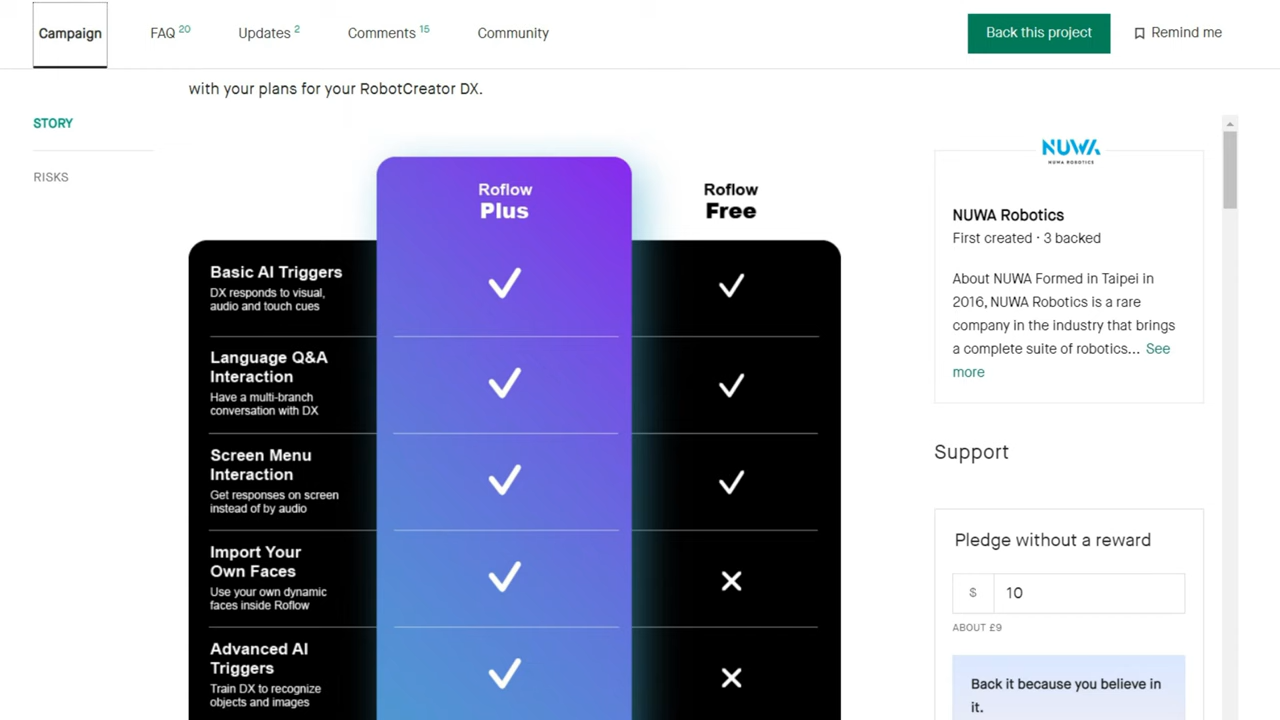 Campaign
FAQ 20
Updates 2
Comments 15
Community
Back this project
Remind me
with your plans for your RobotCreator DX.
STORY
RISKS
Roflow
Plus
Roflow
Free
Basic AI Triggers
DX responds to visual,
audio and touch cues
Language Q&A
Interaction
Have a multi-branch
conversation with DX
Screen Menu
Interaction
Get responses on screen
instead of by audio
Import Your
Own Faces
Use your own dynamic
faces inside Roflow
Advanced AI
Triggers
Train DX to recognize
objects and images
NUWA
NUWA ROBOTICS
NUWA Robotics
First created · 3 backed
About NUWA Formed in Taipei in
2016, NUWA Robotics is a rare
company in the industry that brings
a complete suite of robotics... See
more
Support
Pledge without a reward
$ 10
ABOUT £9
Back it because you believe in
it.